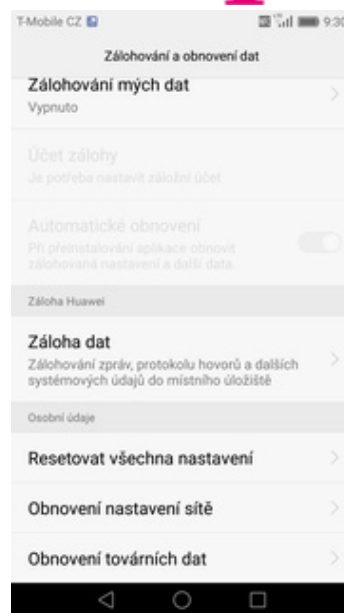 T-Mobile CZ
9:30
Zálohování a obnovení dat
Zálohování mých dat
Vypnuto
Účet zálohy
Je potřeba nastavit záložní účet
Automatické obnovení
Při přeinstalování aplikace obnovit
zálohovaná nastavení a další data.
Záloha Huawei
Záloha dat
Zálohování zpráv, protokolu hovorů a dalších
systémových údajů do místního úložiště
Osobní údaje
Resetovat všechna nastavení
Obnovení nastavení sítě
Obnovení továrních dat